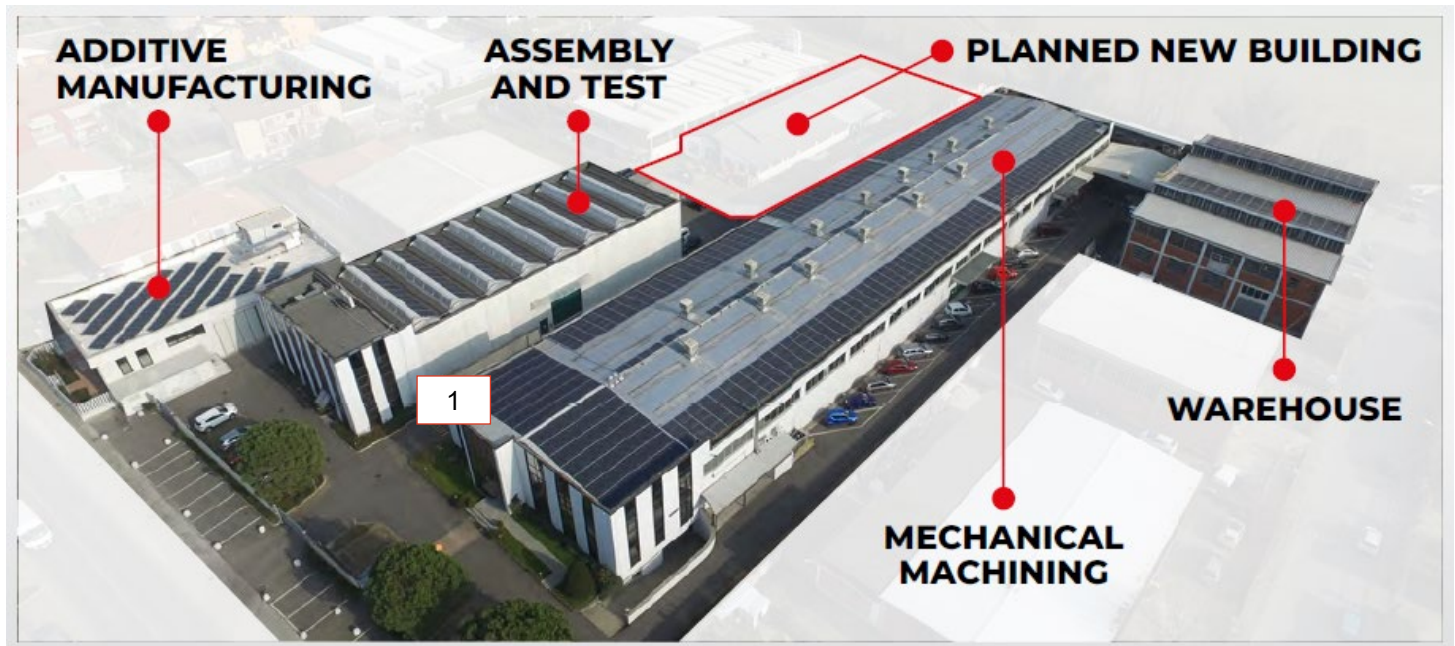 ADDITIVE
MANUFACTURING
ASSEMBLY
AND TEST
PLANNED NEW BUILDING
1
WAREHOUSE
MECHANICAL
MACHINING